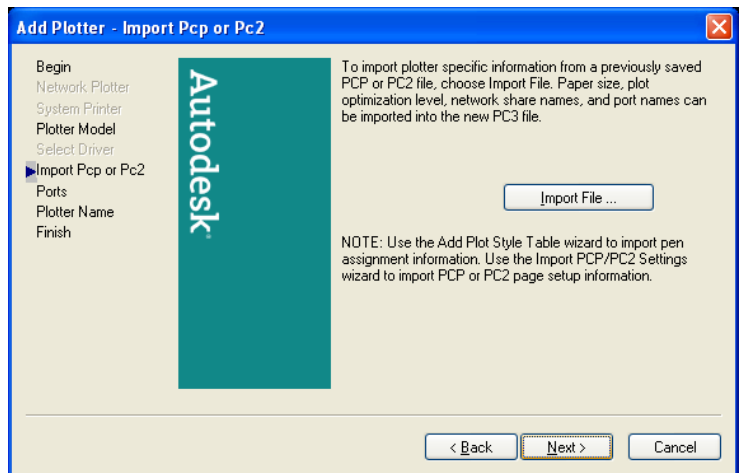 Add Plotter - Import Pcp or Pc2
Begin
Network Plotter
System Printer
Plotter Model
Select Driver
Import Pcp or Pc2
Ports
Plotter Name
Finish
Autodesk
To import plotter specific information from a previously saved
PCP or PC2 file, choose Import File. Paper size, plot
optimization level, network share names, and port names can
be imported into the new PC3 file.
Import File ...
NOTE: Use the Add Plot Style Table wizard to import pen
assignment information. Use the Import PCP/PC2 Settings
wizard to import PCP or PC2 page setup information.
< Back
Next >
Cancel